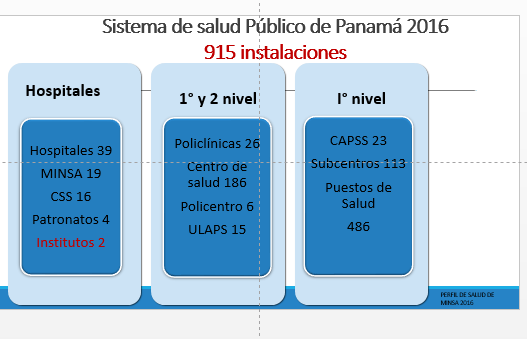 Sistema de salud Público de Panamá 2016
915 instalaciones
Hospitales
Hospitales 39
MINSA 19
CSS 16
Patronatos 4
Institutos 2
1° y 2 nivel
Policlínicas 26
Centro de
salud 186
Policentro 6
ULAPS 15
I° nivel
CAPSS 23
Subcentros 113
Puestos de
Salud
486
PERFIL DE SALUD DE
MINSA 2016